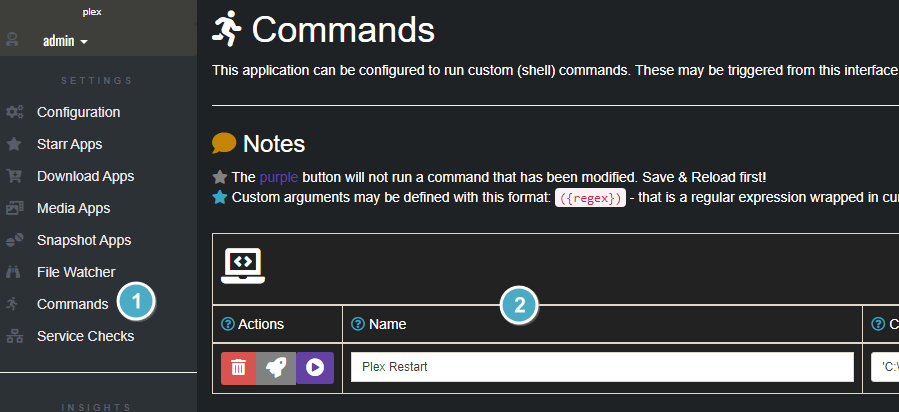 plex
admin
SETTINGS
Configuration
Starr Apps
Download Apps
Media Apps
Snapshot Apps
File Watcher
Commands
1
Service Checks
INSIGHTS
Commands
This application can be configured to run custom (shell) commands. These may be triggered from this interface
Notes
The purple button will not run a command that has been modified. Save & Reload first!
Custom arguments may be defined with this format: ({regex}) - that is a regular expression wrapped in cu
2
Actions
Name
C
Plex Restart
'C:\